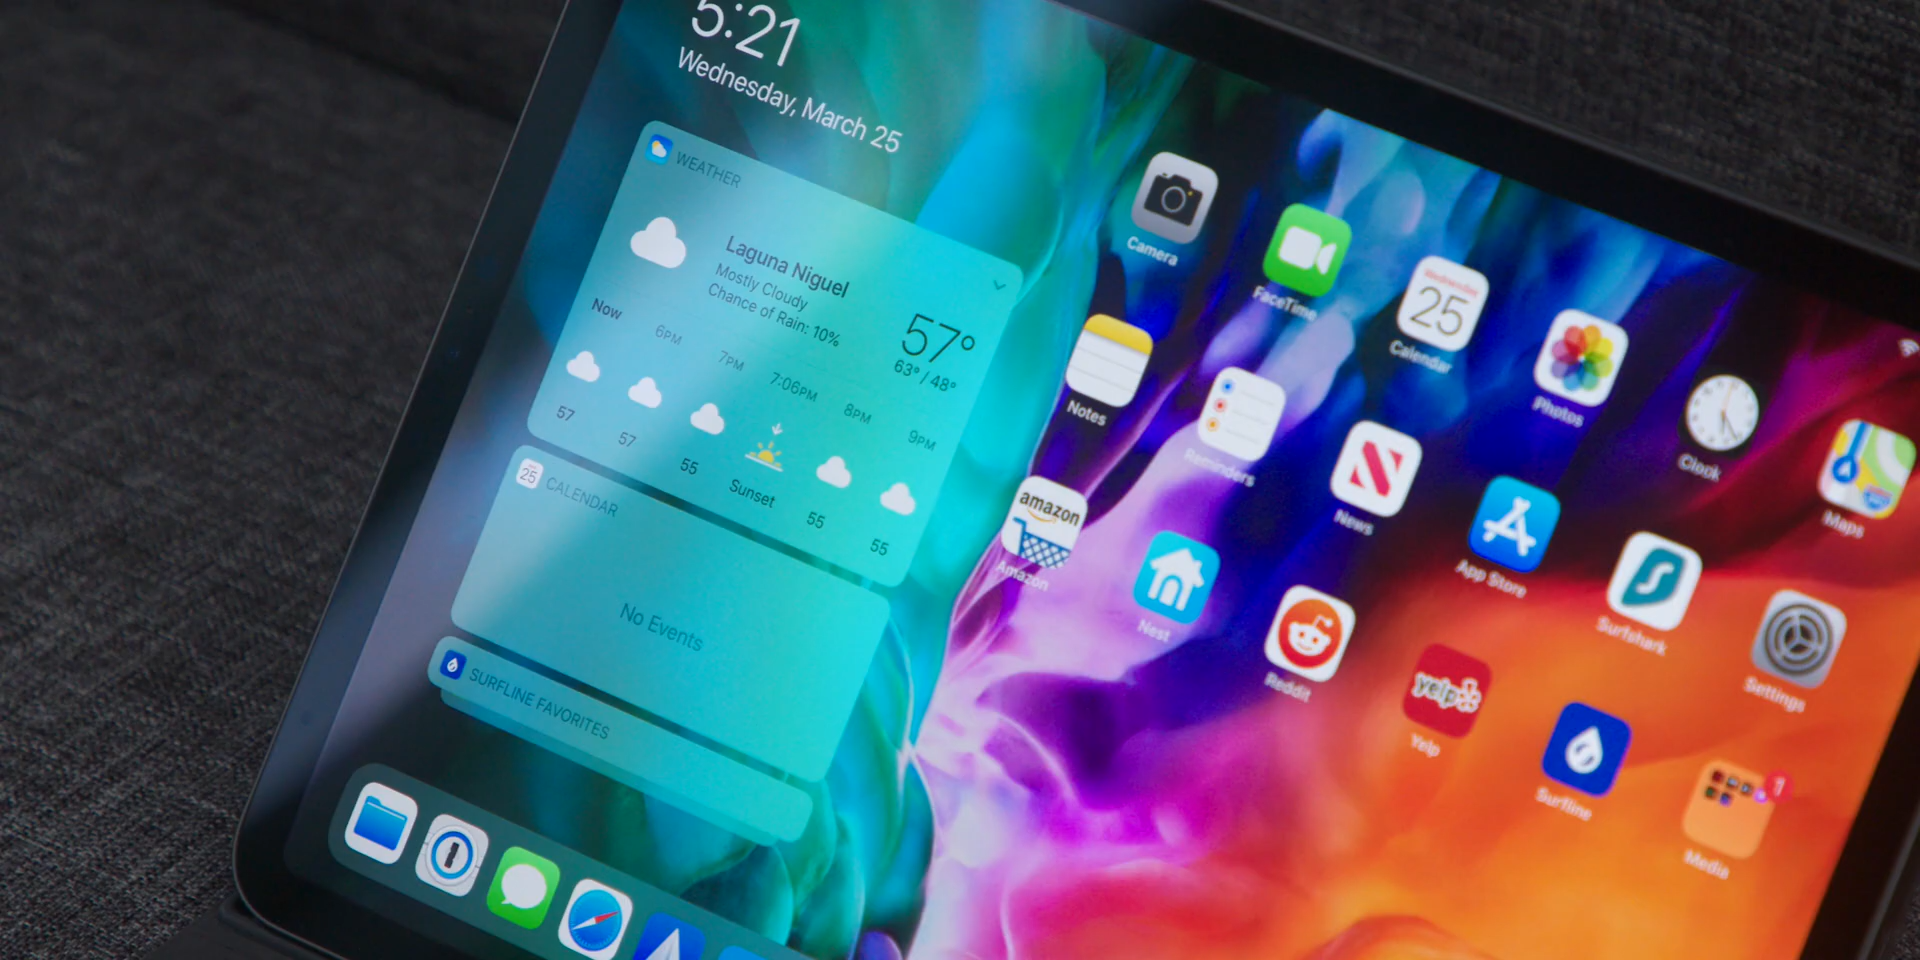 5:21
Wednesday, March 25
WEATHER
Laguna Niguel
Mostly Cloudy
Chance of Rain: 10%
57°
63° / 48°
Now
6PM
7PM
7:06PM
8PM
9PM
57
57
55
Sunset
55
55
25
CALENDAR
No Events
SURFLINE FAVORITES
Camera
FaceTime
Wednesday
25
Calendar
Photos
Clock
Maps
Notes
Reminders
News
App Store
Surfshark
Settings
amazon
Amazon
Nest
Reddit
yelp
Yelp
Surfline
1
Media